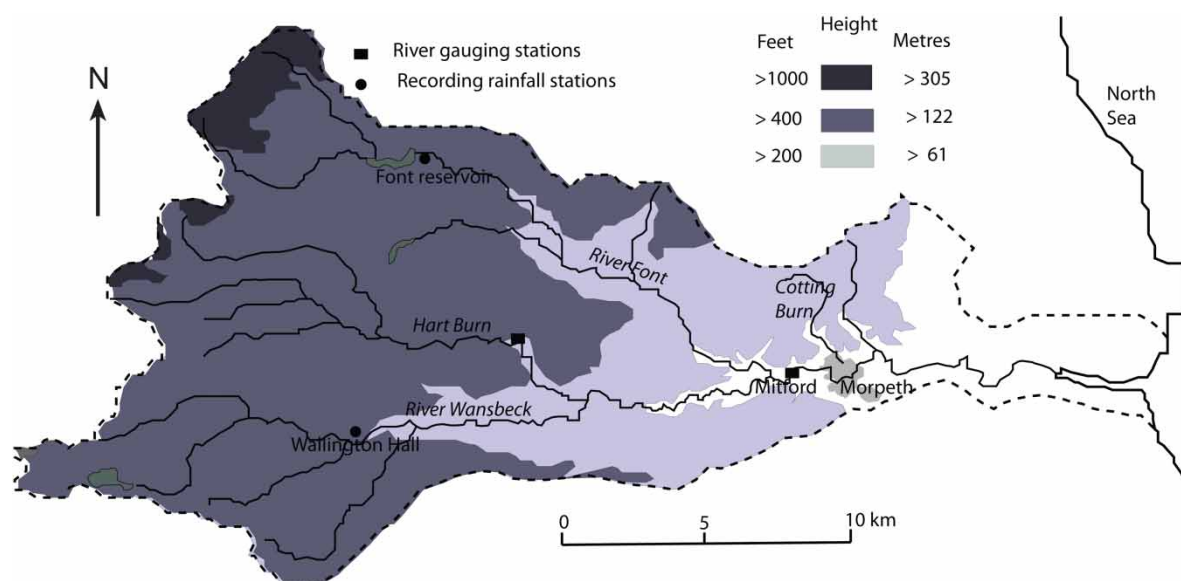 Height
Feet
Metres
>1000
> 305
> 400
> 122
> 200
> 61
River gauging stations
Recording rainfall stations
N
North
Sea
Font reservoir
River Font
Cotting
Burn
Hart Burn
Mitford
Morpeth
River Wansbeck
Wallington Hall
0
5
10 km